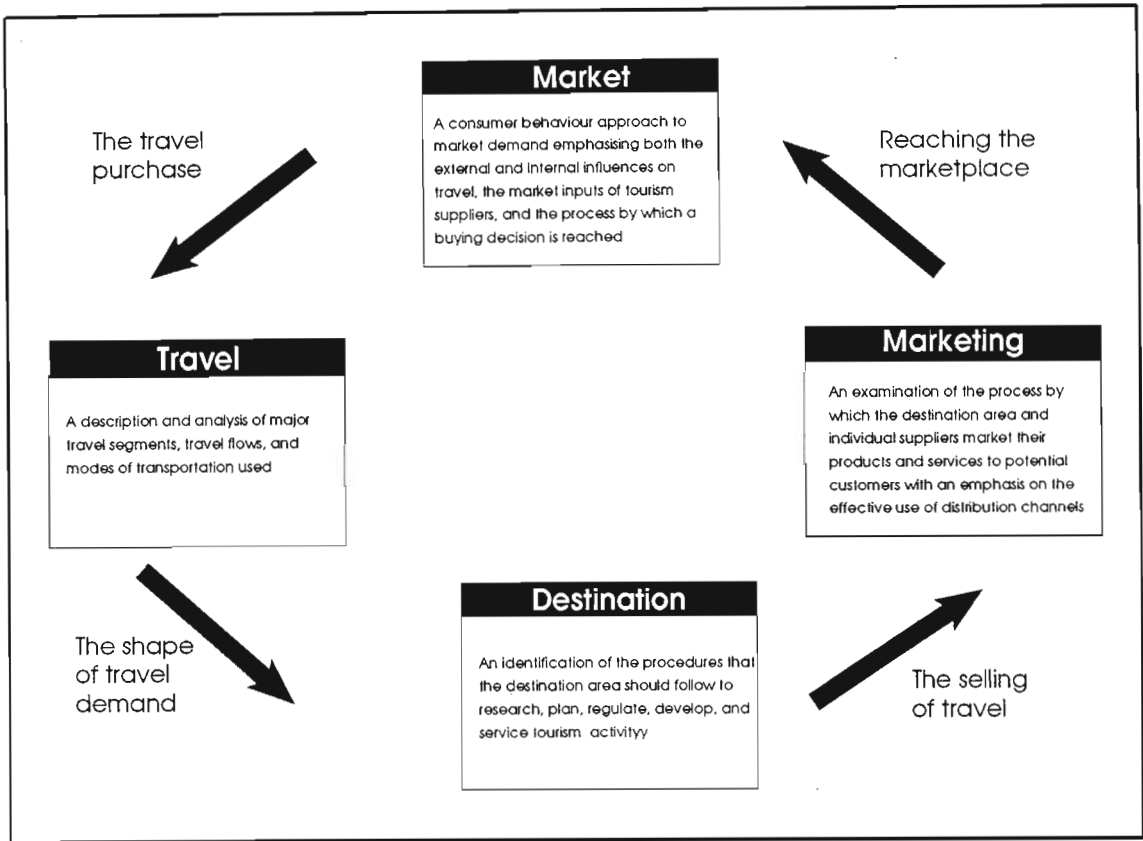 Market
A consumer behaviour approach to
market demand emphasising both the
external and internal influences on
travel, the market inputs of tourism
suppliers, and the process by which a
buying decision is reached
The travel
purchase
Reaching the
marketplace
Travel
A description and analysis of major
travel segments, travel flows, and
modes of transportation used
Marketing
An examination of the process by
which the destination area and
individual suppliers market their
products and services to potential
customers with an emphasis on the
effective use of distribution channels
The shape
of travel
demand
Destination
An identification of the procedures that
the destination area should follow to
research, plan, regulate, develop, and
service tourism activityy
The selling
of travel